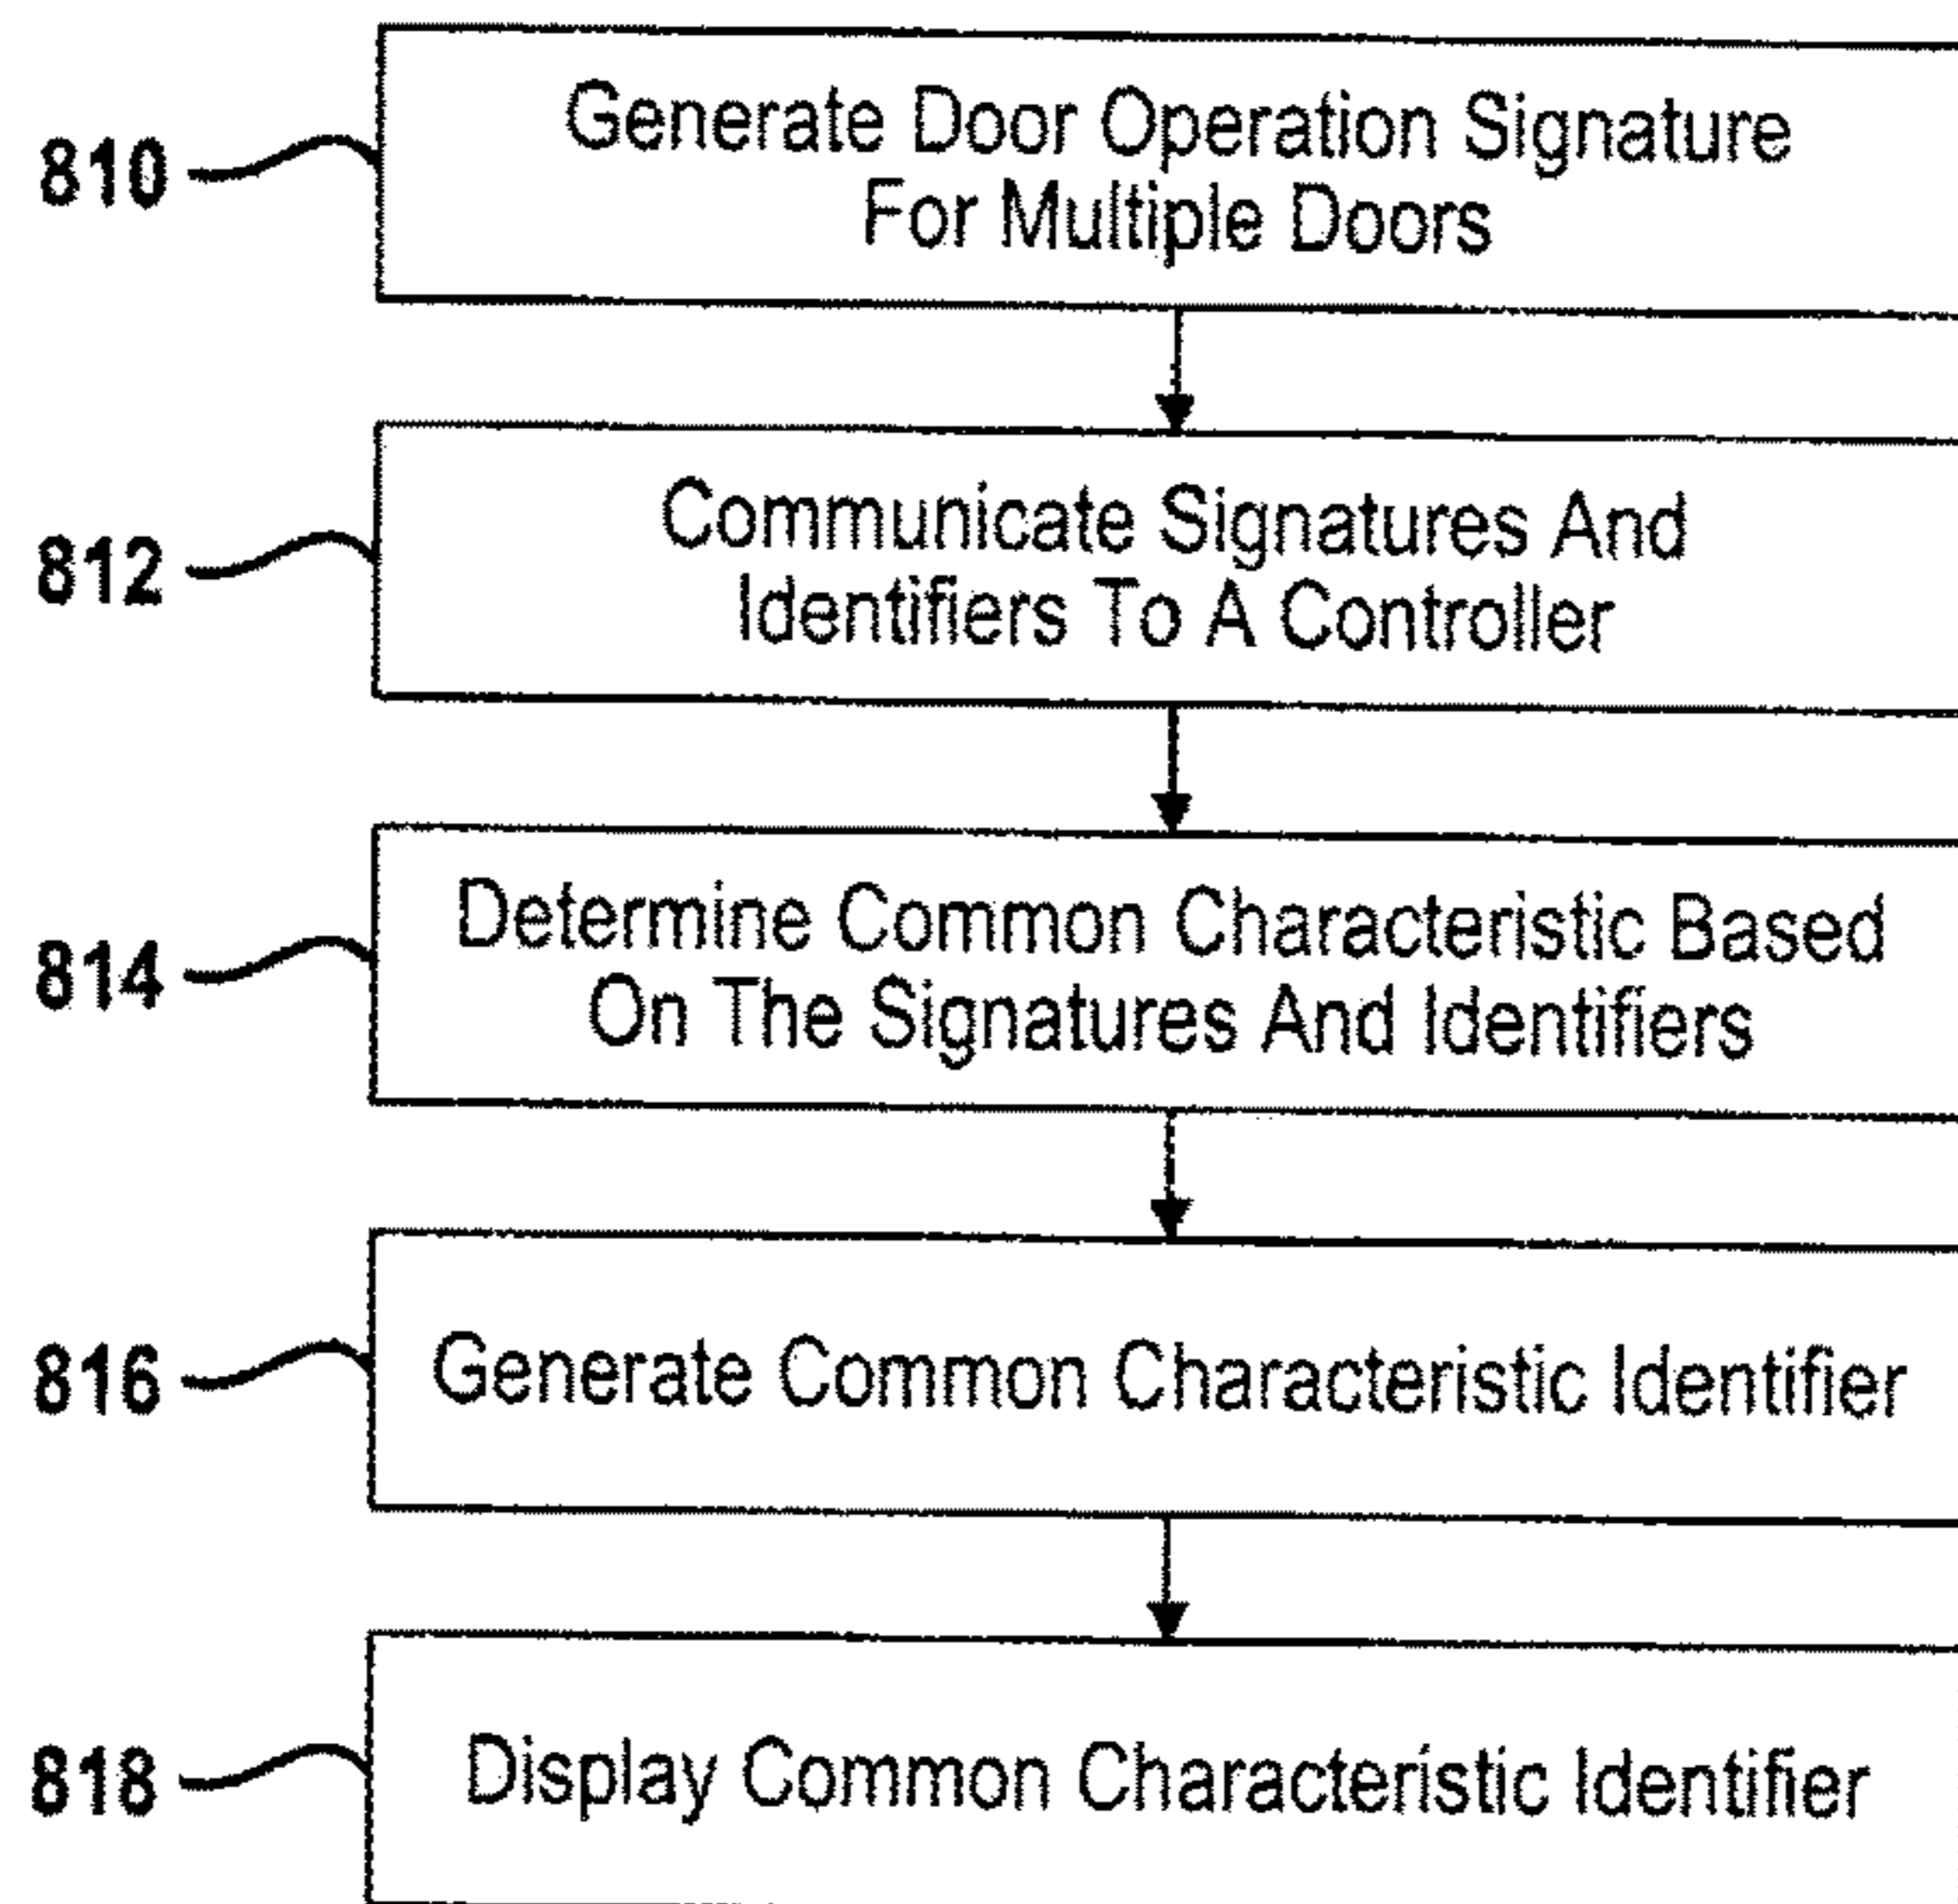 810
Generate Door Operation Signature
For Multiple Doors
812
Communicate Signatures And
Identifiers To A Controller
814
Determine Common Characteristic Based
On The Signatures And Identifiers
816
Generate Common Characteristic Identifier
818
Display Common Characteristic Identifier